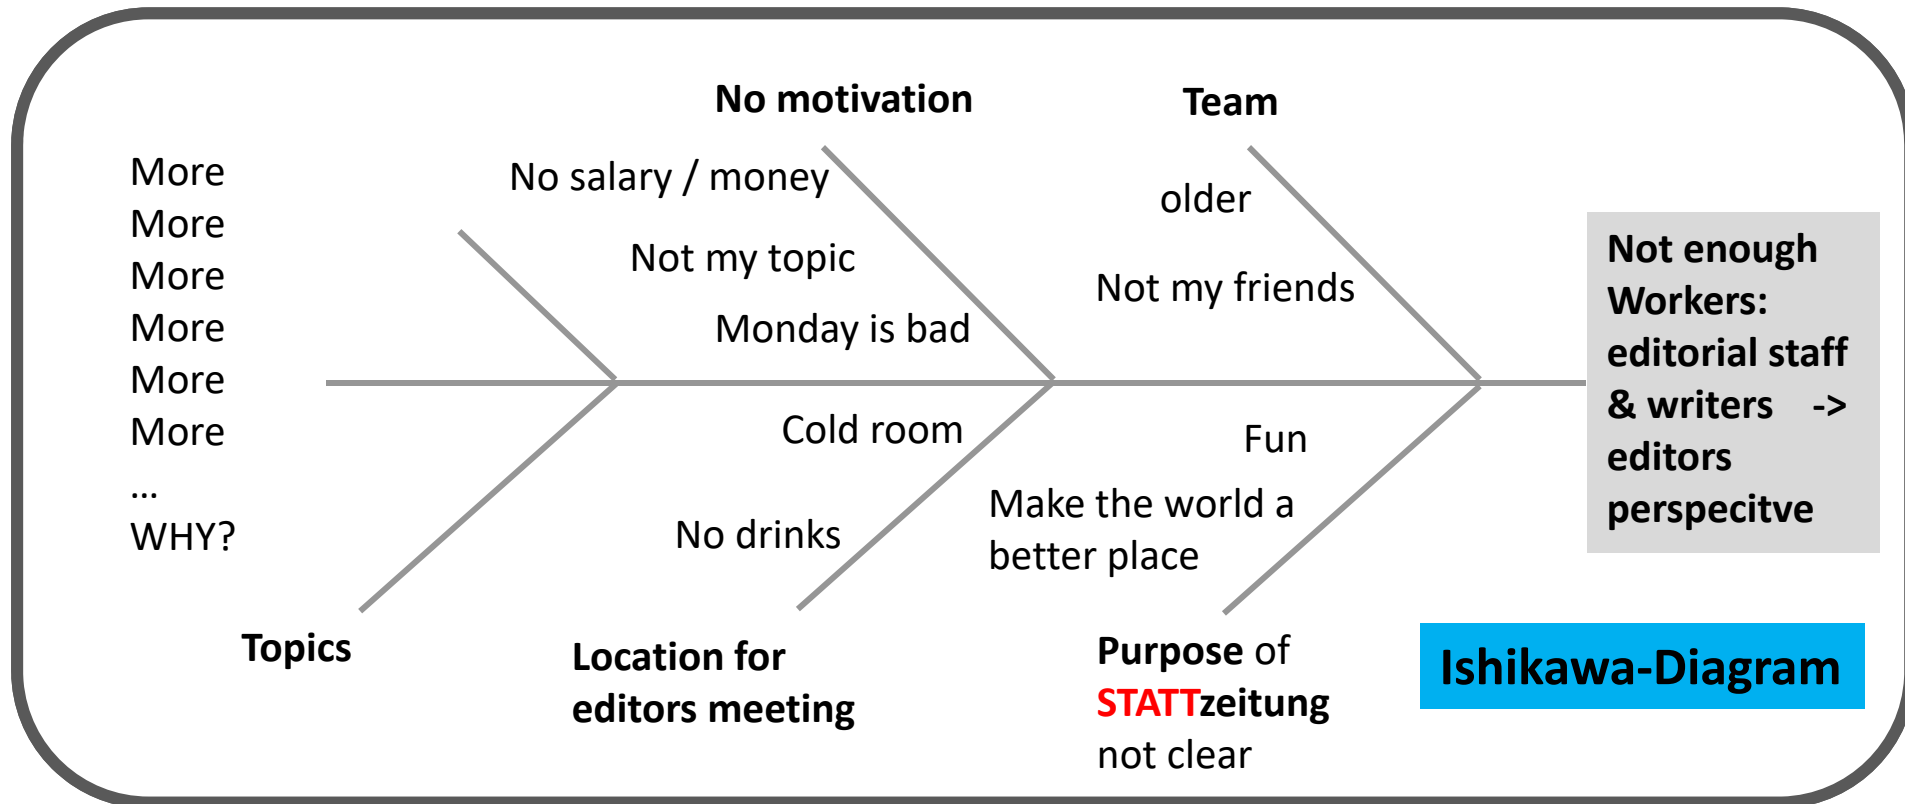 No motivation
Team
More
More
More
More
More
More
...
WHY?
No salary / money
Not my topic
Monday is bad
older
Not my friends
Not enough
Workers:
editorial staff
& writers -&gt;
editors
perspecitve
Cold room
No drinks
Fun
Make the world a
better place
Topics
Location for
editors meeting
Purpose of
STATTzeitung
not clear
Ishikawa-Diagram